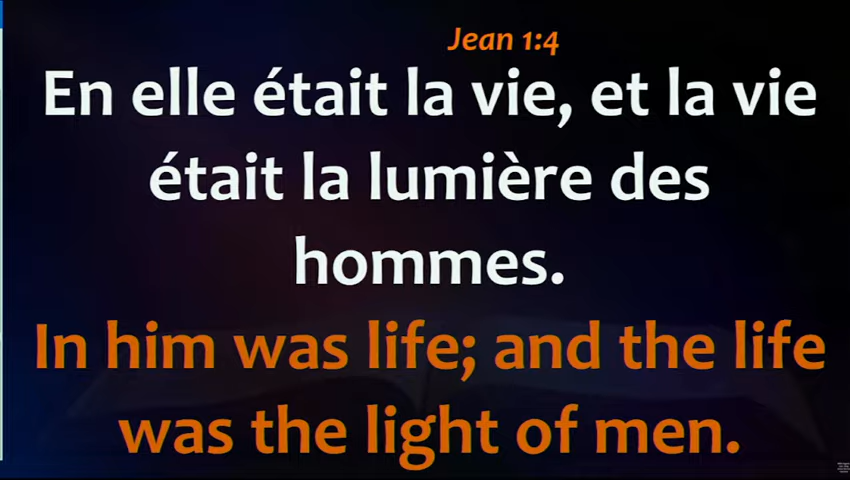 Jean 1:4
En elle était la vie, et la vie
était la lumière des
hommes.
In him was life; and the life
was the light of men.